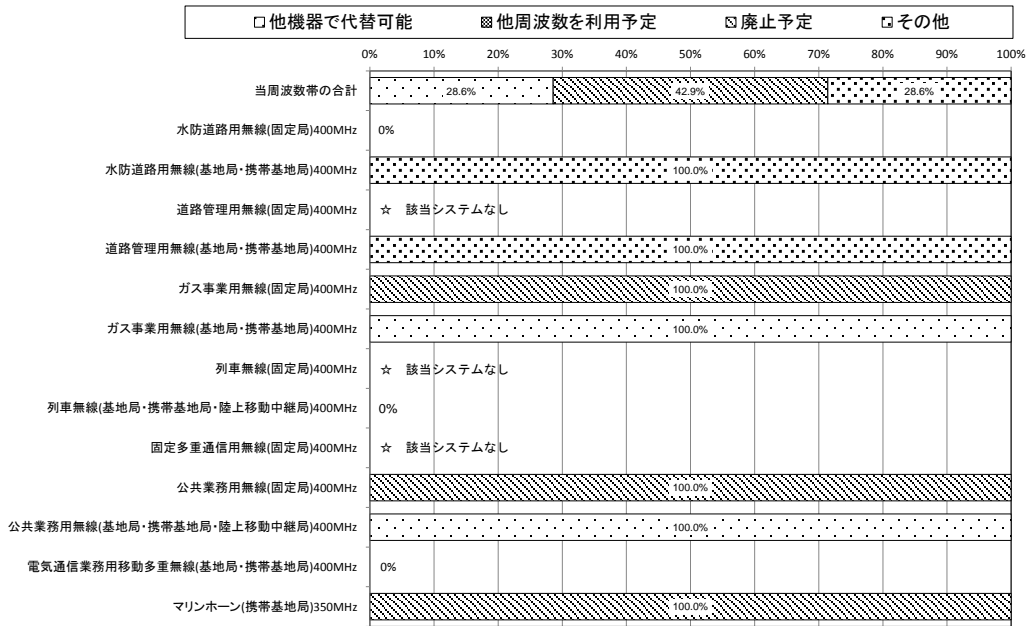 他機器で代替可能 他周波数を利用予定 廃止予定 その他
0% 10% 20% 30% 40% 50% 60% 70% 80% 90% 100%
当周波数帯の合計 28.6% 42.9% 28.6%
水防道路用無線(固定局)400MHz 0%
水防道路用無線(基地局・携帯基地局)400MHz 100.0%
道路管理用無線(固定局)400MHz ☆ 該当システムなし
道路管理用無線(基地局・携帯基地局)400MHz 100.0%
ガス事業用無線(固定局)400MHz 100.0%
ガス事業用無線(基地局・携帯基地局)400MHz 100.0%
列車無線(固定局)400MHz ☆ 該当システムなし
列車無線(基地局・携帯基地局・陸上移動中継局)400MHz 0%
固定多重通信用無線(固定局)400MHz ☆ 該当システムなし
公共業務用無線(固定局)400MHz 100.0%
公共業務用無線(基地局・携帯基地局・陸上移動中継局)400MHz 100.0%
電気通信業務用移動多重無線(基地局・携帯基地局)400MHz 0%
マリンホーン(携帯基地局)350MHz 100.0%